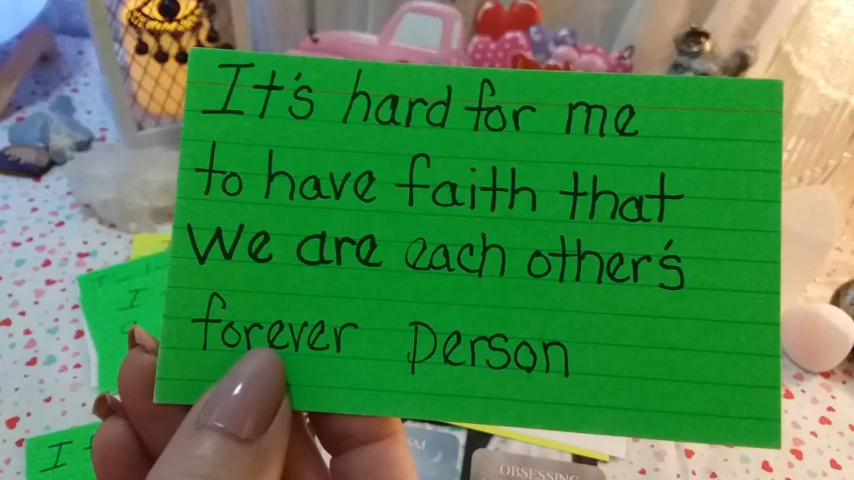 It's hard for me
to have faith that
We are each other's
forever person
I
I
OBSESSING